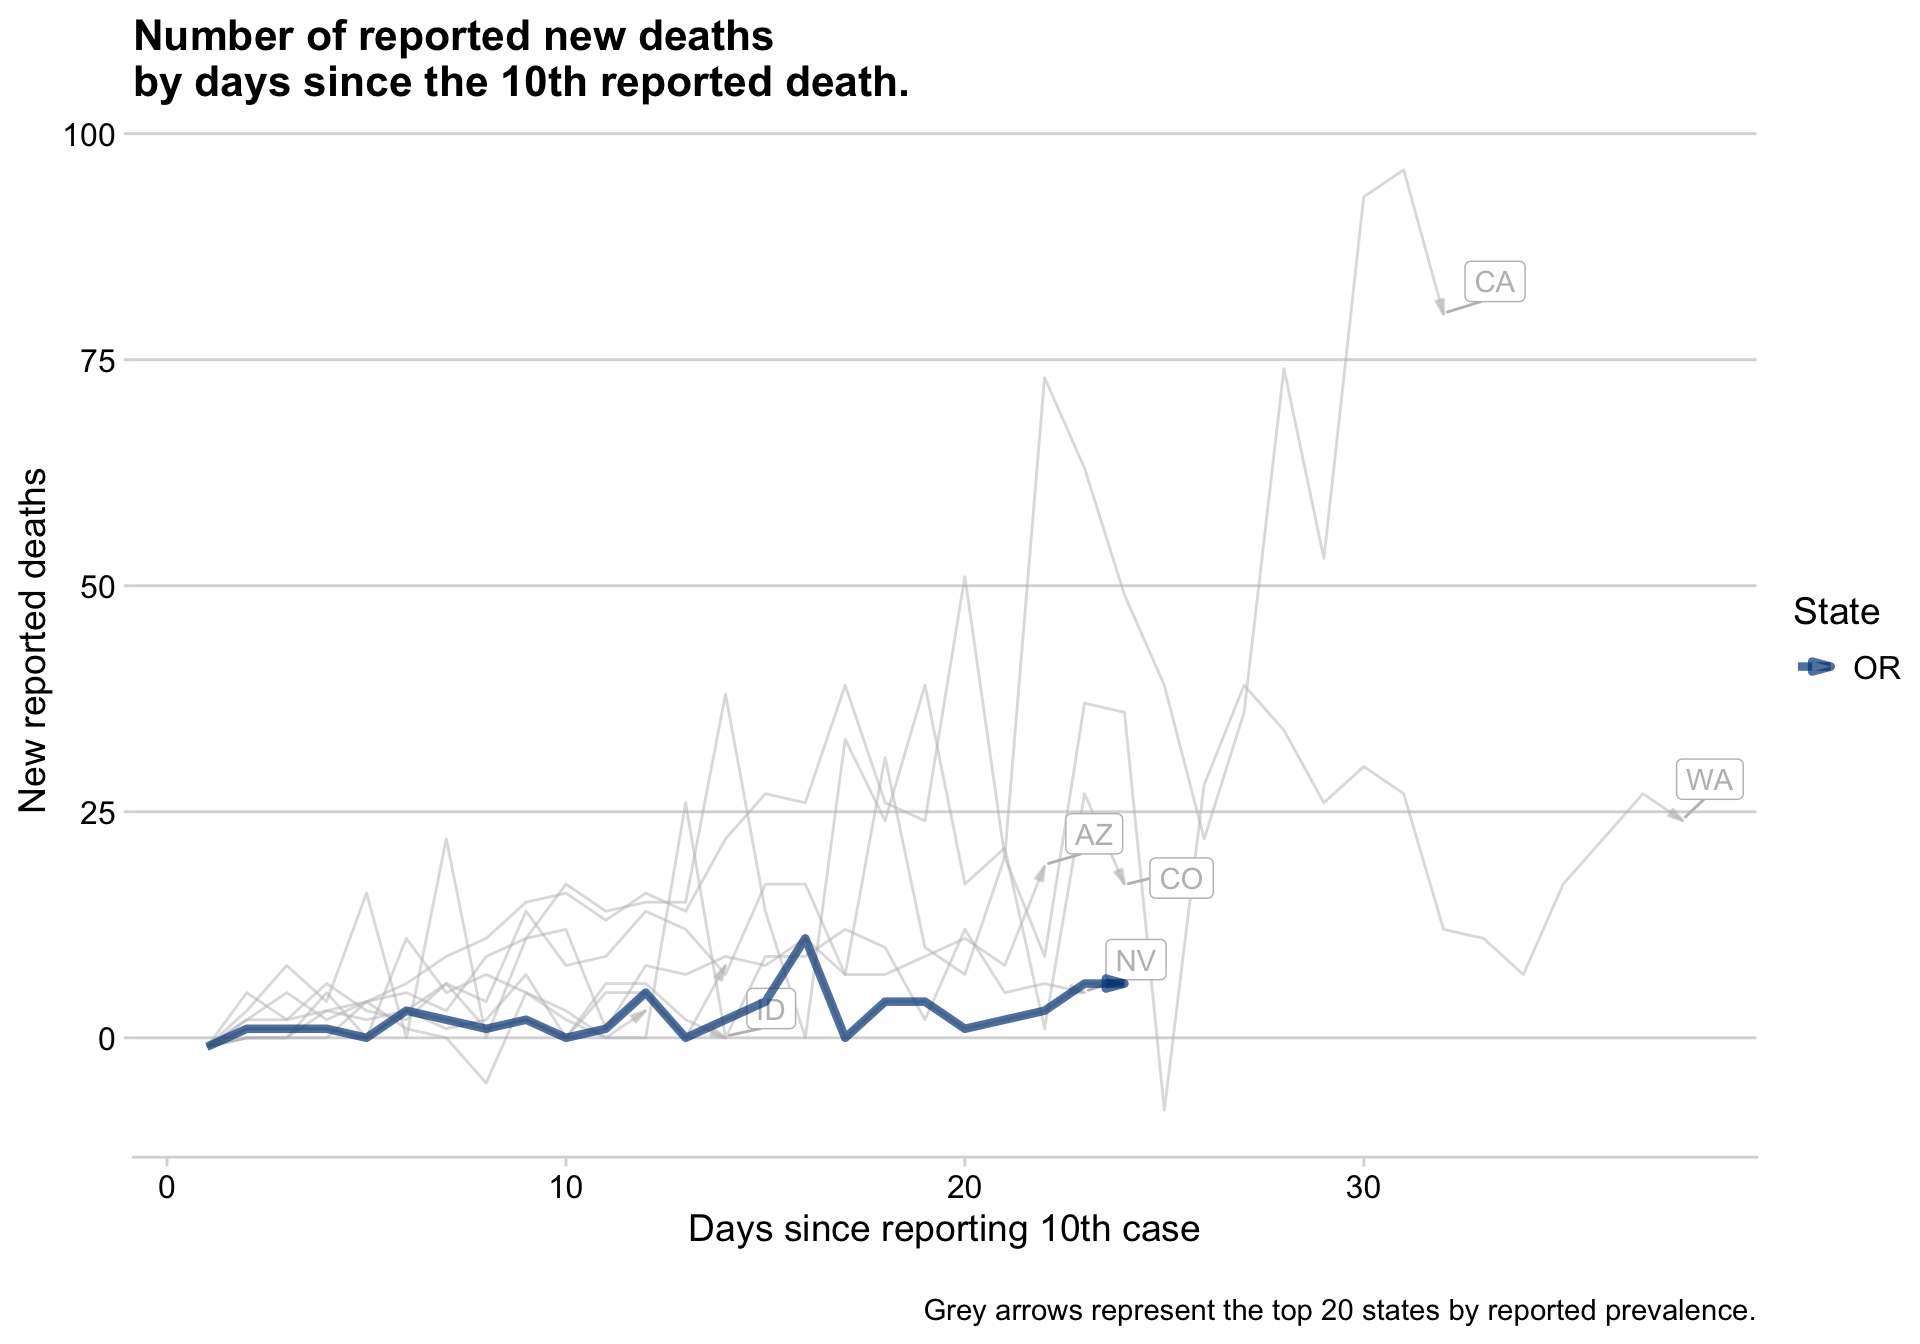 Number of reported new deaths
by days since the 10th reported death.
100
75
50
25
0
New reported deaths
CA
WA
AZ
CO
NV
ID
State
OR
0
10
20
30
Days since reporting 10th case
Grey arrows represent the top 20 states by reported prevalence.